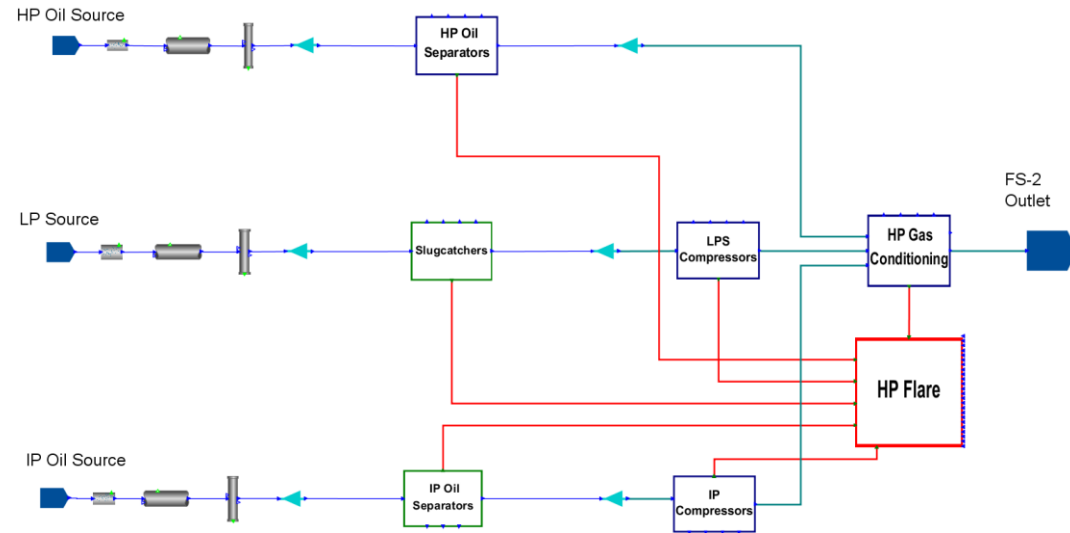 HP Oil Source
HP Oil
Separators
FS-2
Outlet
LP Source
Slugcatchers
LPS
Compressors
HP Gas
Conditioning
HP Flare
IP Oil Source
IP Oil
Separators
IP
Compressors